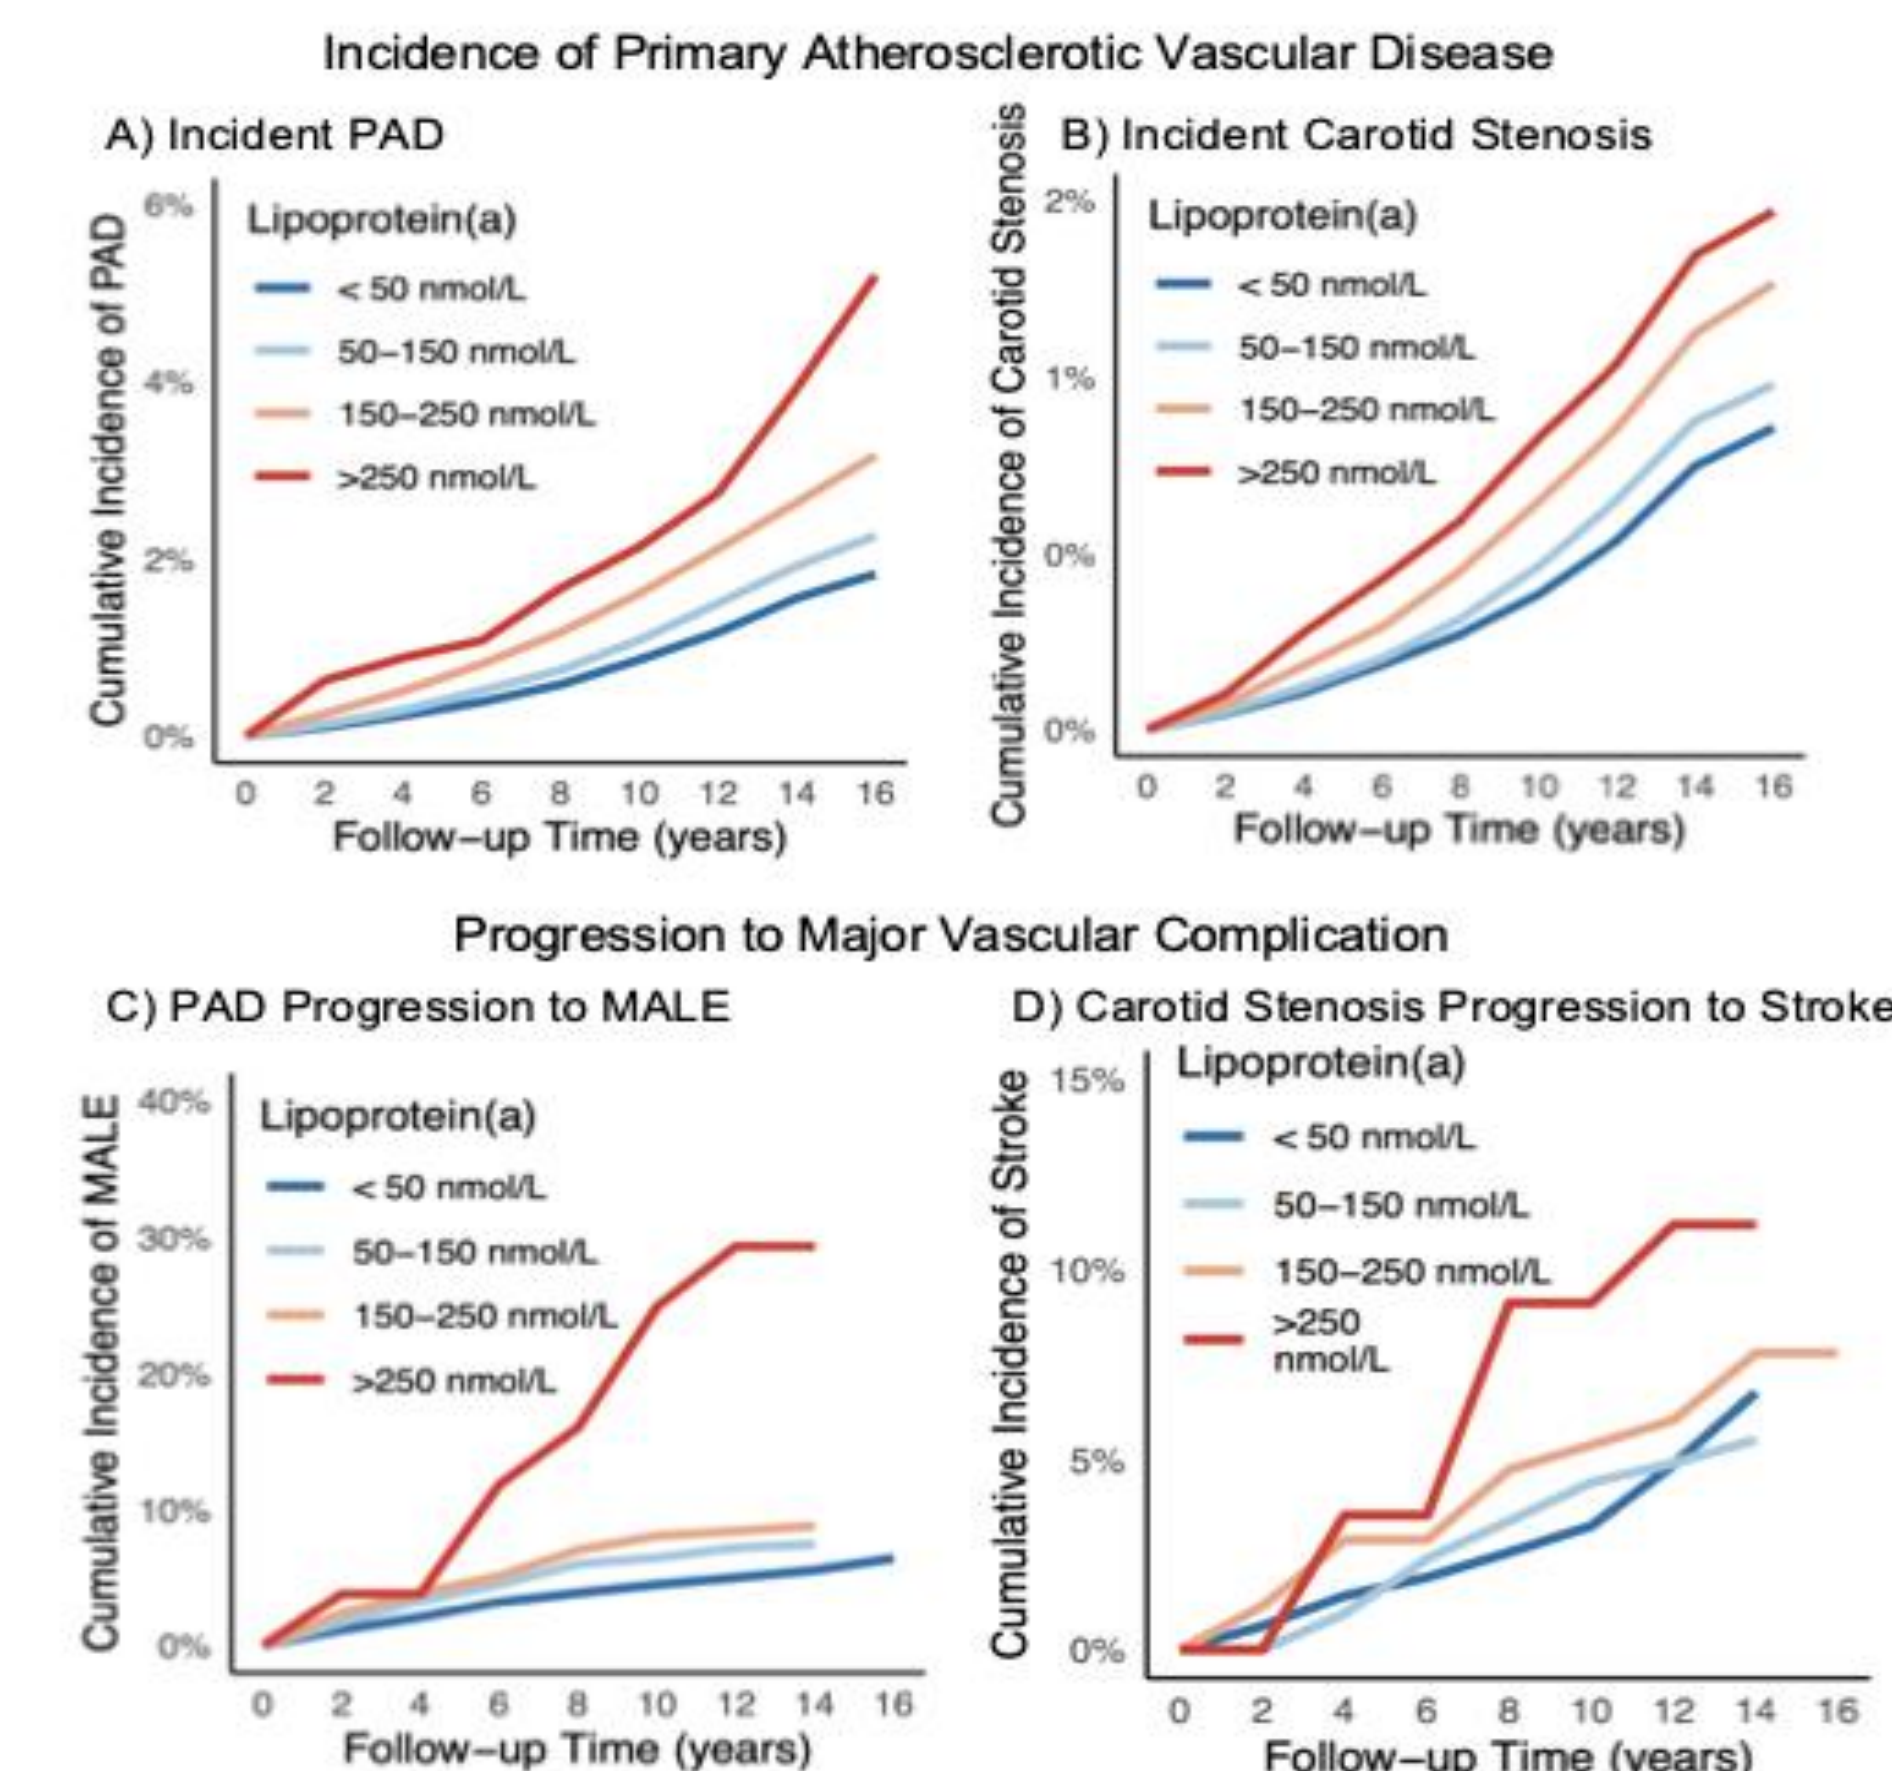 Incidence of Primary Atherosclerotic Vascular Disease
A) Incident PAD
Cumulative Incidence of PAD
6%
4%
2%
0%
Lipoprotein(a)
< 50 nmol/L
50–150 nmol/L
150–250 nmol/L
>250 nmol/L
0 2 4 6 8 10 12 14 16
Follow–up Time (years)
B) Incident Carotid Stenosis
Cumulative Incidence of Carotid Stenosis
2%
1%
0%
0%
Lipoprotein(a)
< 50 nmol/L
50–150 nmol/L
150–250 nmol/L
>250 nmol/L
0 2 4 6 8 10 12 14 16
Follow–up Time (years)
Progression to Major Vascular Complication
C) PAD Progression to MALE
Cumulative Incidence of MALE
40%
30%
20%
10%
0%
Lipoprotein(a)
< 50 nmol/L
50–150 nmol/L
150–250 nmol/L
>250 nmol/L
0 2 4 6 8 10 12 14 16
Follow–up Time (years)
D) Carotid Stenosis Progression to Stroke
Cumulative Incidence of Stroke
15%
10%
5%
0%
Lipoprotein(a)
< 50 nmol/L
50–150 nmol/L
150–250 nmol/L
>250
nmol/L
0 2 4 6 8 10 12 14 16
Follow–up Time (years)